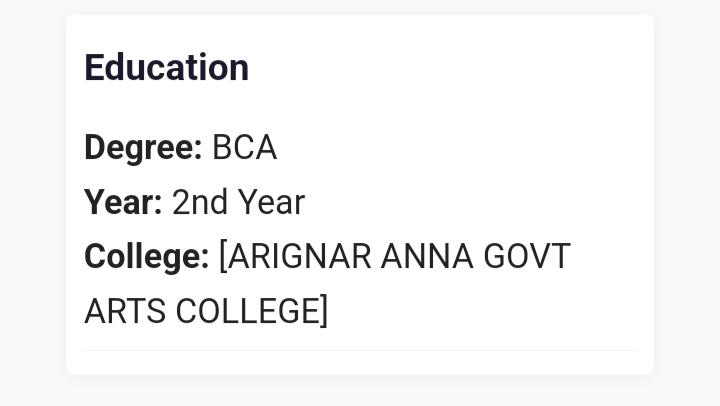 Education
Degree: BCA
Year: 2nd Year
College: [ARIGNAR ANNA GOVT
ARTS COLLEGE]